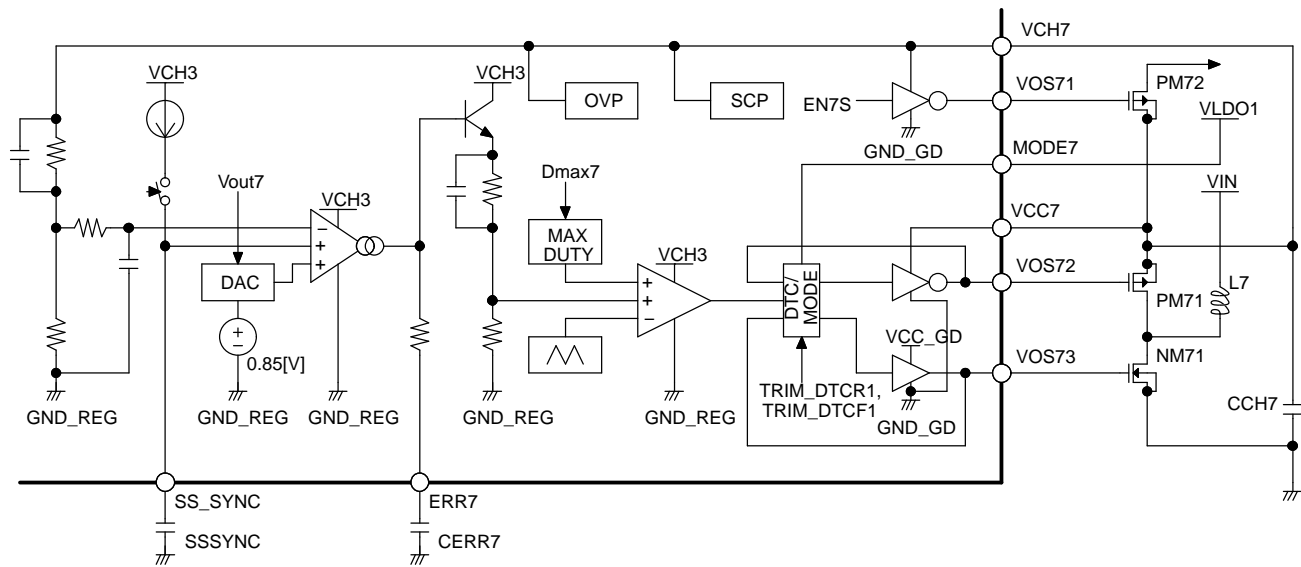 VCH7
VCH3
VCH3
OVP
SCP
EN7S
VOS71
PM72
VLDO1
GND_GD
MODE7
Vout7
Dmax7
VIN
VCH3
MAX
DUTY
VCC7
DAC
VCH3
DTC/
MODE
VOS72
L7
PM71
0.85[V]
VCC_GD
VOS73
NM71
GND_REG
GND_REG
GND_REG
GND_REG
GND_REG
TRIM_DTCR1,
TRIM_DTCF1
GND_GD
CCH7
SS_SYNC
ERR7
SSSYNC
CERR7